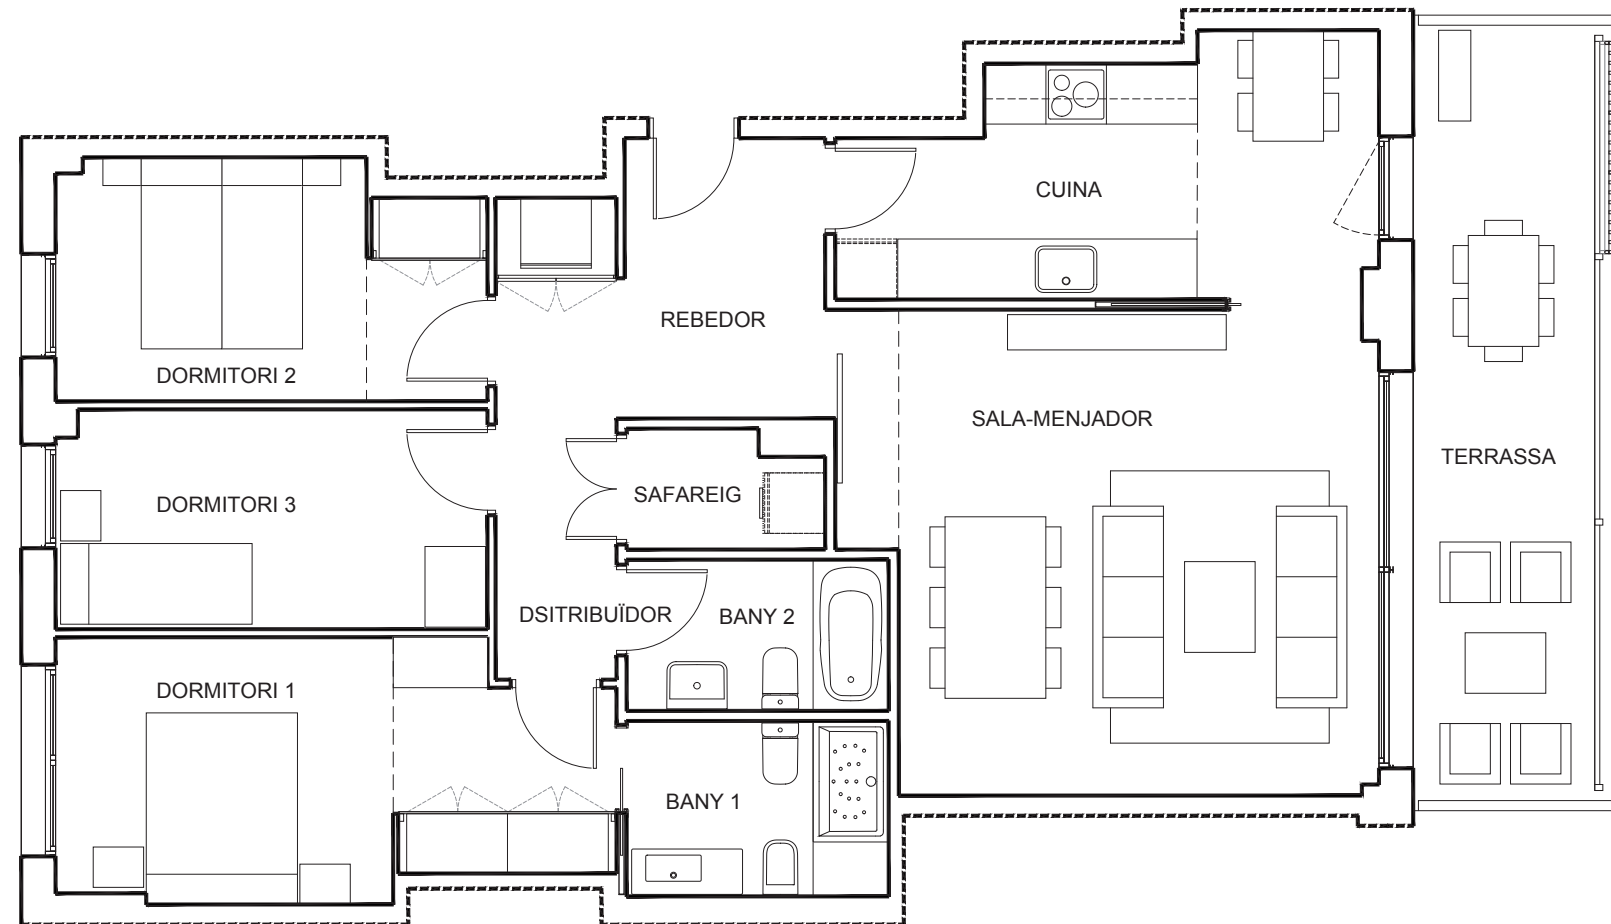 CUINA
REBEDOR
DORMITORI 2
SALA-MENJADOR
TERRASSA
DORMITORI 3
SAFAREIG
DSITRIBUÏDOR
BANY 2
DORMITORI 1
BANY 1